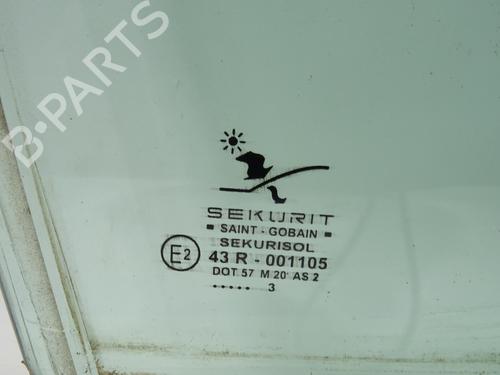 B-PARTS
SEKURIT
SAINT - GOBAIN
SEKURISOL
E2 43 R - 001105
DOT 57 M 20 AS 2
..... 3